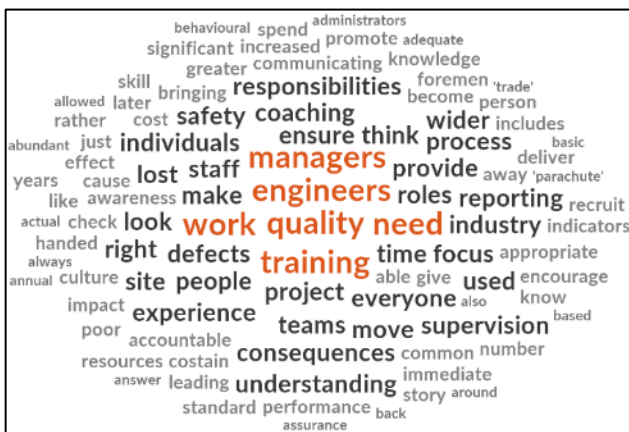 behavioural spend administrators
significant increased promote adequate
greater communicating knowledge
skill bringing responsibilities foremen 'trade'
allowed later safety coaching become person
rather cost ensure think wider includes
abundant just individuals managers process basic
effect lost staff provide away deliver 'parachute'
years cause engineers
like awareness make roles reporting recruit
actual check look work quality need industry indicators
handed right defects training time focus appropriate
always
annual culture site people able give used encourage
impact experience project everyone also know
poor teams move supervision based
accountable
resources costain consequences common number
answer leading understanding immediate
story around
standard performance back
assurance